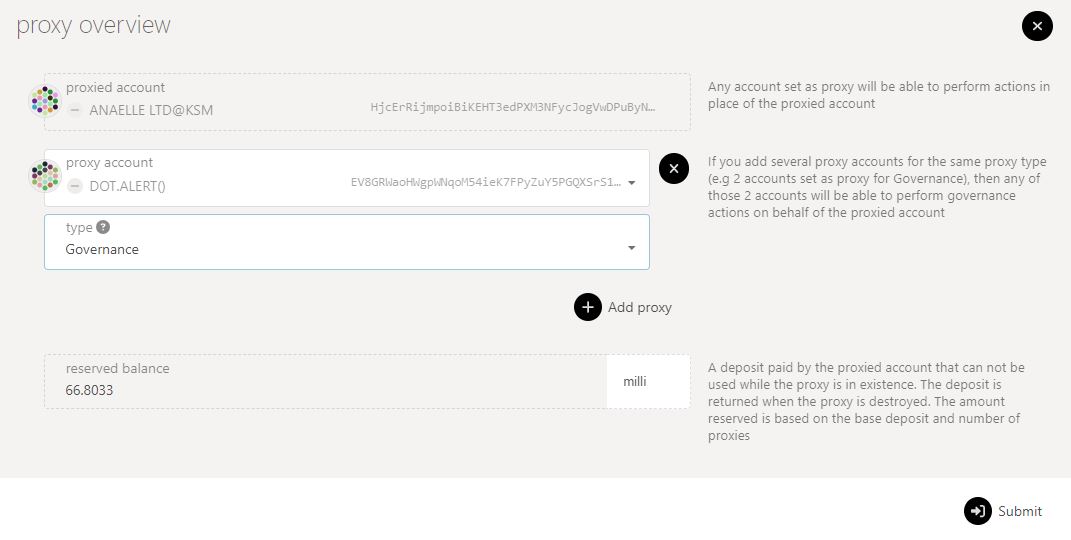 proxy overview
proxied account
ANAELLE LTD@KSM
HjcErRijmpoiBiKEHT3edPXM3NFycJogVwDPuByN…
Any account set as proxy will be able to perform actions in
place of the proxied account
proxy account
DOT.ALERT()
EV8GRWaoHWgpWNqoM54ieK7FPyZuY5PGQXSrS1…
If you add several proxy accounts for the same proxy type
(e.g 2 accounts set as proxy for Governance), then any of
those 2 accounts will be able to perform governance
actions on behalf of the proxied account
type ?
Governance
Add proxy
reserved balance
66.8033
milli
A deposit paid by the proxied account that can not be
used while the proxy is in existence. The deposit is
returned when the proxy is destroyed. The amount
reserved is based on the base deposit and number of
proxies
Submit